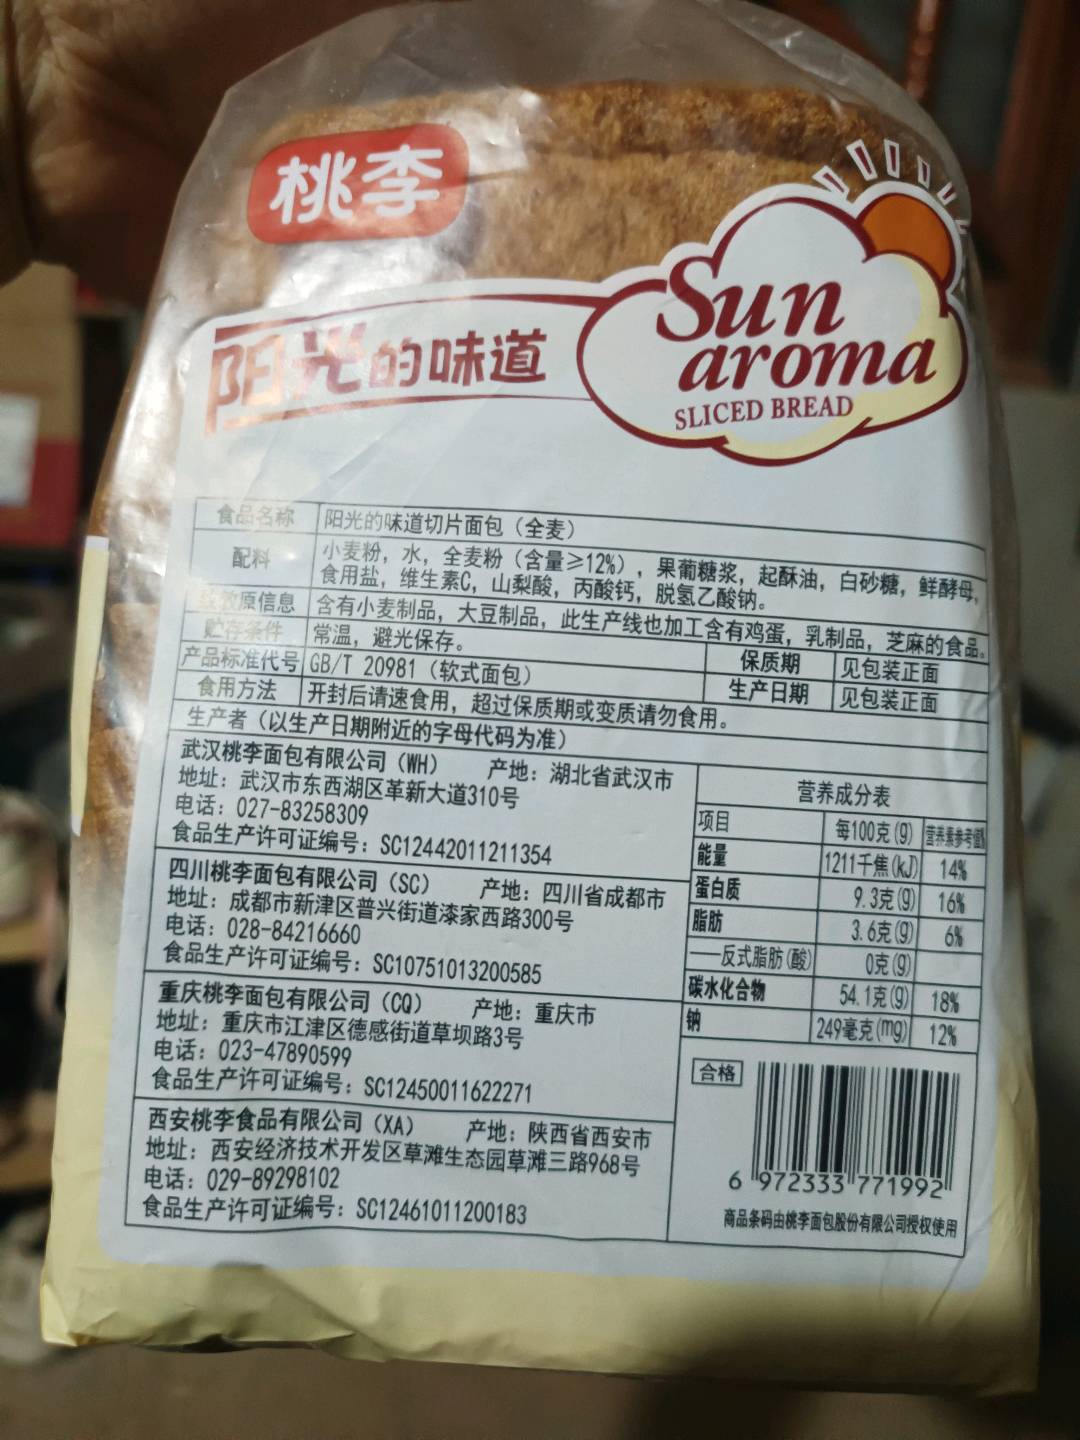 桃李
阳光的味道
Sun
aroma
SLICED BREAD
食品名称 阳光的味道切片面包（全麦）
配料 小麦粉，水，全麦粉（含量≥12%），果葡糖浆，起酥油，白砂糖，鲜酵母，
食用盐，维生素C，山梨酸，丙酸钙，脱氢乙酸钠。
致敏原信息 含有小麦制品，大豆制品，此生产线也加工含有鸡蛋，乳制品，芝麻的食品。
贮存条件 常温，避光保存。 保质期 见包装正面
产品标准代号 GB/T 20981（软式面包） 生产日期 见包装正面
食用方法 开封后请速食用，超过保质期或变质请勿食用。
生产者（以生产日期附近的字母代码为准）
武汉桃李面包有限公司（WH） 产地：湖北省武汉市
地址：武汉市东西湖区革新大道310号
电话：027-83258309
食品生产许可证编号：SC12442011211354
四川桃李面包有限公司（SC） 产地：四川省成都市
地址：成都市新津区普兴街道漆家西路300号
电话：028-84216660
食品生产许可证编号：SC10751013200585
重庆桃李面包有限公司（CQ） 产地：重庆市
地址：重庆市江津区德感街道草坝路3号
电话：023-47890599
食品生产许可证编号：SC12450011622271
西安桃李食品有限公司（XA） 产地：陕西省西安市
地址：西安经济技术开发区草滩生态园草滩三路968号
电话：029-89298102
食品生产许可证编号：SC12461011200183
营养成分表
项目 每100克(g) 营养素参考值%
能量 1211千焦(kJ) 14%
蛋白质 9.3克(g) 16%
脂肪 3.6克(g) 6%
——反式脂肪(酸) 0克(g)
碳水化合物 54.1克(g) 18%
钠 249毫克(mg) 12%
合格
6 972333 771992
商品条码由桃李面包股份有限公司授权使用